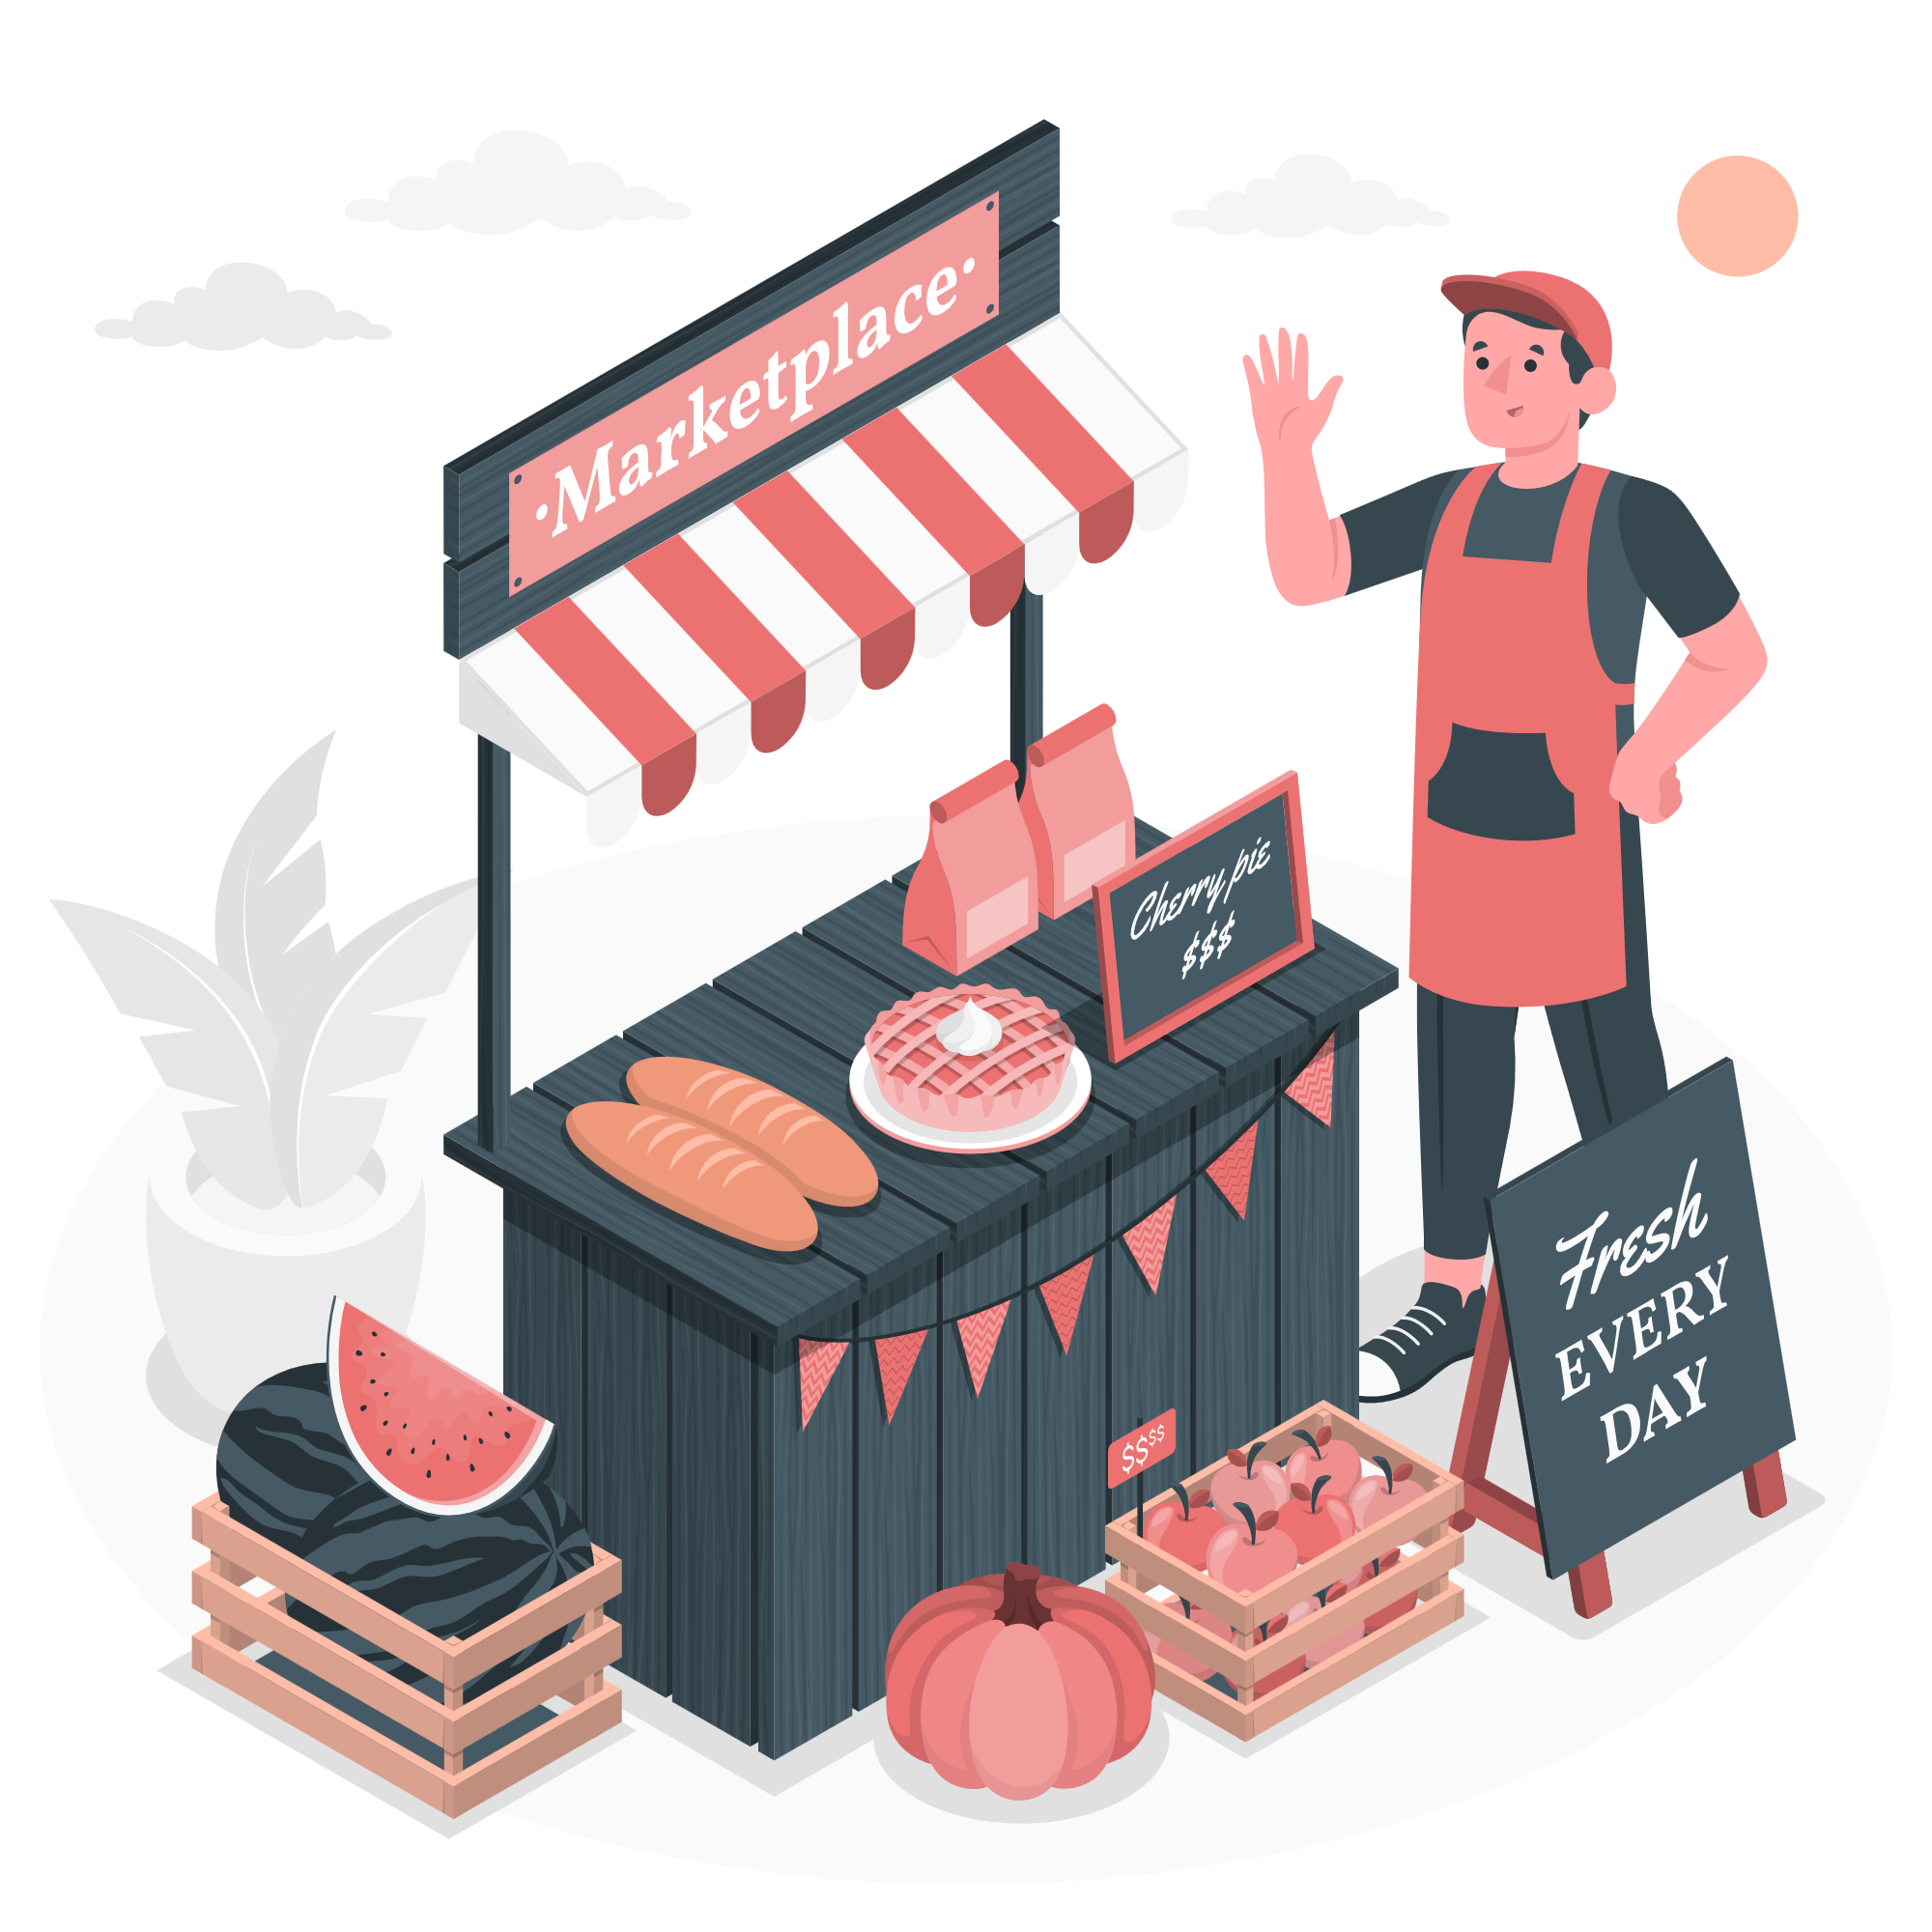 ·Marketplace·
Cherry pie
$$$
$$$$
Fresh
EVERY
DAY